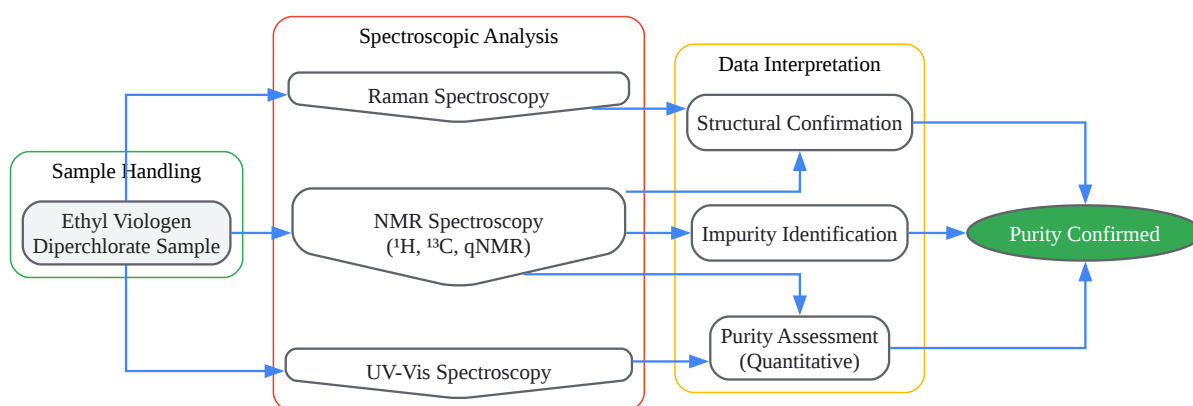 Spectroscopic Analysis
Data Interpretation
Raman Spectroscopy
Structural Confirmation
Sample Handling
Ethyl Viologen
Diperchlorate Sample
NMR Spectroscopy
(¹H, ¹³C, qNMR)
Impurity Identification
Purity Confirmed
Purity Assessment
(Quantitative)
UV-Vis Spectroscopy